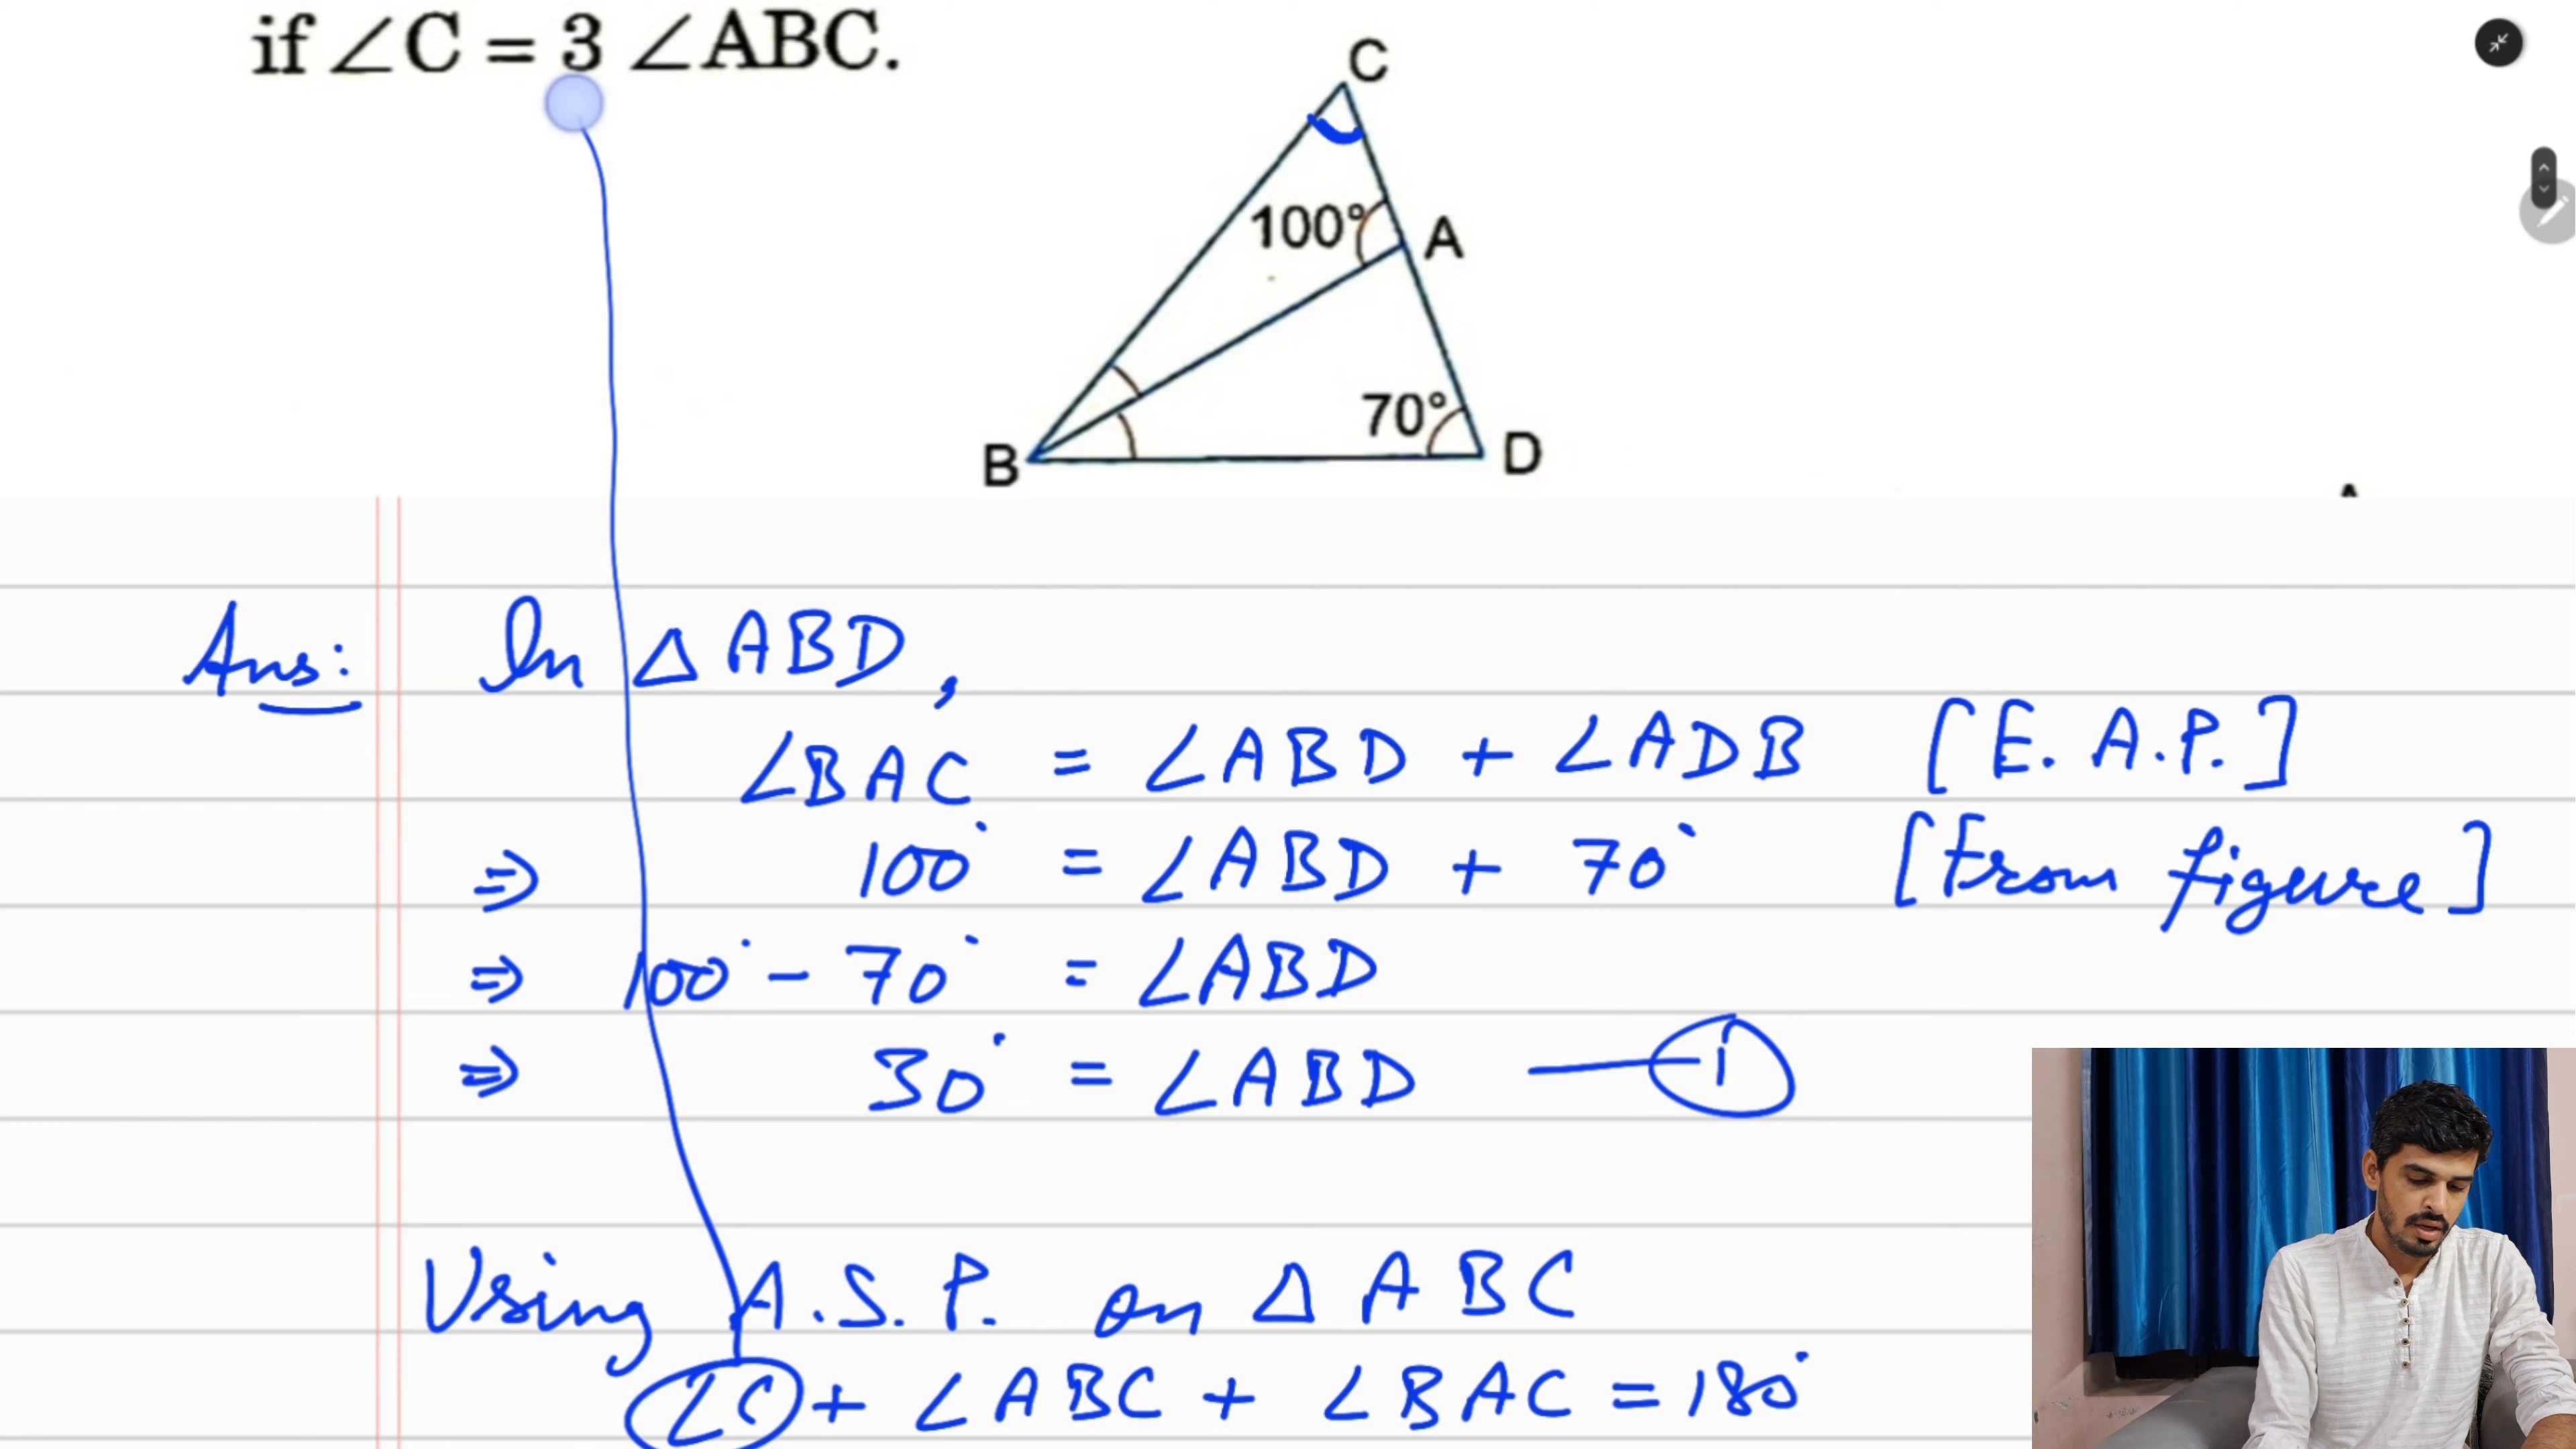 if ∠C = 3 ∠ABC.
C
100°
A
70°
B
D
Ans: In △ ABD,
∠BAC = ∠ABD + ∠ADB [E. A.P.]
⇒ 100° = ∠ABD + 70° [From figure]
⇒ 100° - 70° = ∠ABD
⇒ 30° = ∠ABD — 1
Using A.S.P. on △ ABC
∠C + ∠ABC + ∠BAC = 180°